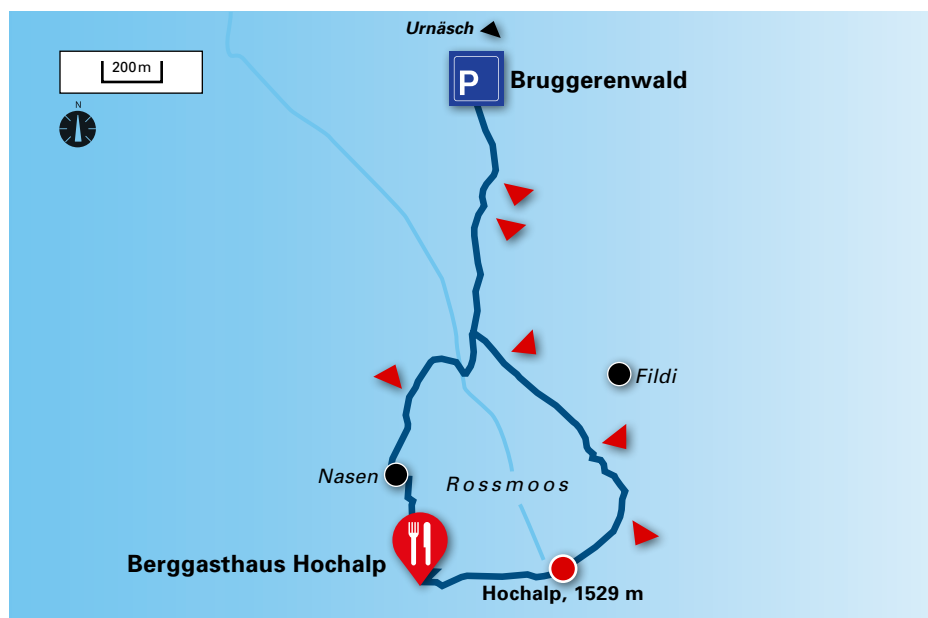 Urnäsch
200 m
P
Bruggerenwald
N
Fildi
Nasen
Rossmoos
Berggasthaus Hochalp
Hochalp, 1529 m